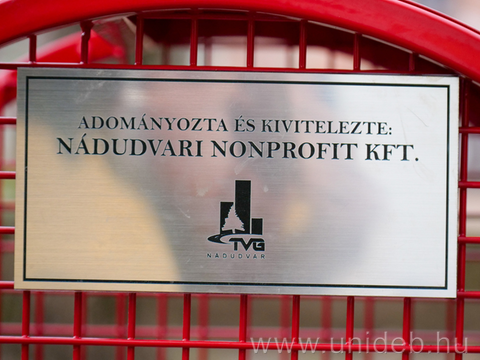 ADOMÁNYOZTA ÉS KIVITELEZTE:
NÁDUDVARI NONPROFIT KFT.
TVG
NÁDUDVAR
www.unideb.hu